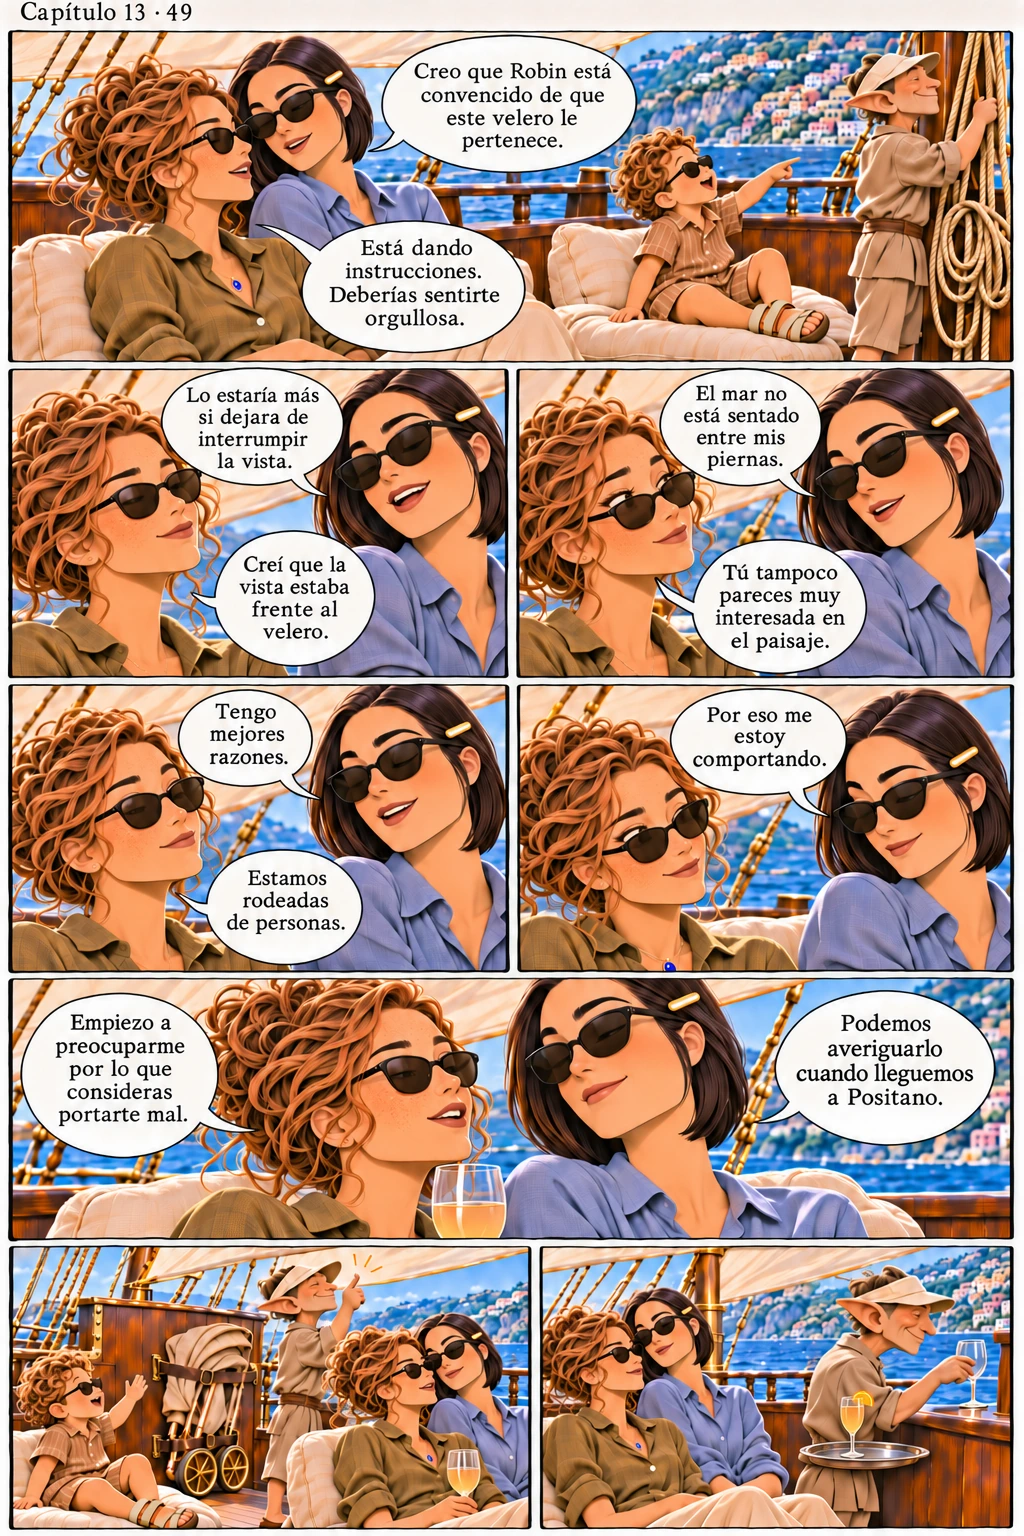 Capítulo 13 · 49
Creo que Robin está
convencido de que
este velero le
pertenece.
Está dando
instrucciones.
Deberías sentirte
orgullosa.
Lo estaría más
si dejara de
interrumpir
la vista.
Creí que la
vista estaba
frente al
velero.
El mar no
está sentado
entre mis
piernas.
Tú tampoco
pareces muy
interesada en
el paisaje.
Tengo
mejores
razones.
Estamos
rodeadas
de personas.
Por eso me
estoy
comportando.
Empiezo a
preocuparme
por lo que
consideras
portarte mal.
Podemos
averiguarlo
cuando lleguemos
a Positano.